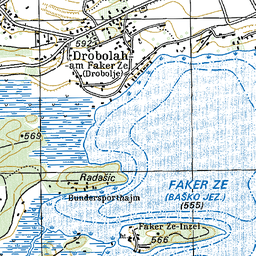 592
Drobolah
am Faker Ze
(Drobolje)
569
Radašic
FAKER ZE
(BAŠKO JEZ.)
(555)
Bundersporthajm
Faker Ze-Inzel
566